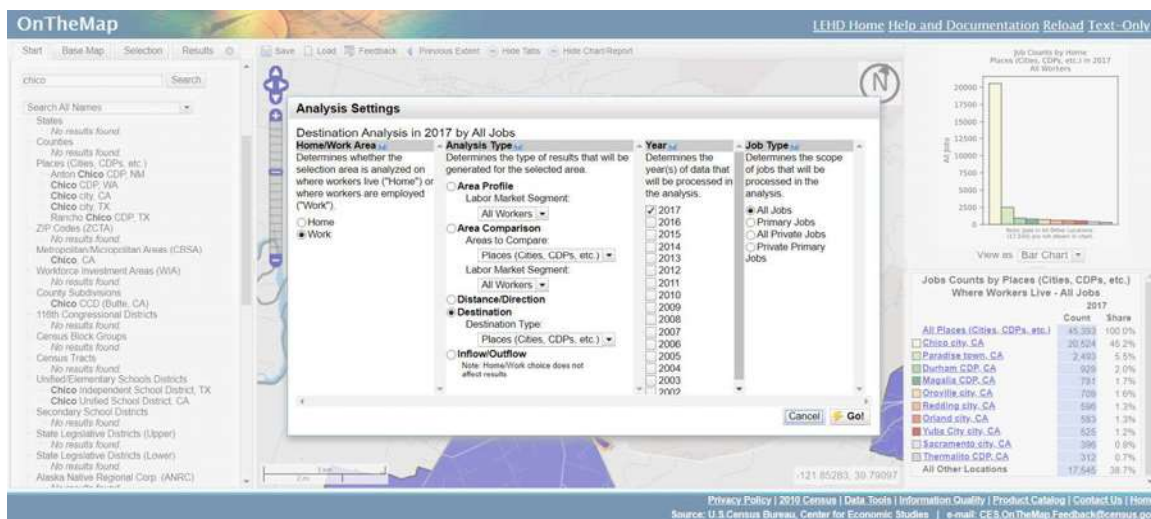 OnTheMap
LEHD Home Help and Documentation Reload Text-Only
Start Base Map Selection Results
Save Load Feedback Previous Extent Hide Tabs Hide Chart/Report
chico
Search
Search All Names
States
No results found.
Counties
No results found.
Places (Cities, CDPs, etc.)
Anton Chico CDP, NM
Chico CDP, WA
Chico city, CA
Chico city, TX
Rancho Chico CDP, TX
ZIP Codes (ZCTA)
No results found.
Metropolitan/Micropolitan Areas (CBSA)
Chico, CA
Workforce Investment Areas (WIA)
No results found.
County Subdivisions
Chico CCD (Butte, CA)
116th Congressional Districts
No results found.
Census Block Groups
No results found.
Census Tracts
No results found.
Unified/Elementary Schools Districts
Chico Independent School District, TX
Chico Unified School District, CA
Secondary School Districts
No results found.
State Legislative Districts (Upper)
No results found.
State Legislative Districts (Lower)
No results found.
Alaska Native Regional Corp. (ANRC)
N
Analysis Settings
Destination Analysis in 2017 by All Jobs
Home/Work Area
Determines whether the
selection area is analyzed on
where workers live ("Home") or
where workers are employed
("Work").
Home
Work
Analysis Type
Determines the type of results that will be
generated for the selected area.
Area Profile
Labor Market Segment:
All Workers
Area Comparison
Areas to Compare:
Places (Cities, CDPs, etc.)
Labor Market Segment:
All Workers
Distance/Direction
Destination
Destination Type:
Places (Cities, CDPs, etc.)
Inflow/Outflow
Note: Home/Work choice does not
affect results
Year
Determines the
year(s) of data that
will be processed in
the analysis.
2017
2016
2015
2014
2013
2012
2011
2010
2009
2008
2007
2006
2005
2004
2003
2002
Job Type
Determines the scope
of jobs that will be
processed in the
analysis.
All Jobs
Primary Jobs
All Private Jobs
Private Primary
Jobs
Cancel Go!
Job Counts by Home
Places (Cities, CDPs, etc.) in 2017
All Workers
All Jobs
20000
17500
12500
10000
7500
5000
2500
0
View as Bar Chart
Jobs Counts by Places (Cities, CDPs, etc.)
Where Workers Live - All Jobs
2017
Count Share
All Places (Cities, CDPs, etc.) 45,393 100.0%
Chico city, CA 20,524 45.2%
Paradise town, CA 2,493 5.5%
Durham CDP, CA 929 2.0%
Magalia CDP, CA 791 1.7%
Oroville city, CA 709 1.6%
Redding city, CA 596 1.3%
Orland city, CA 593 1.3%
Yuba City city, CA 525 1.2%
Sacramento city, CA 396 0.9%
Thermalito CDP, CA 312 0.7%
All Other Locations 17,545 38.7%
Privacy Policy | 2010 Census | Data Tools | Information Quality | Product Catalog | Contact Us | Home
Source: U.S.Census Bureau, Center for Economic Studies | e-mail: CES.OnTheMap.Feedback@census.gov